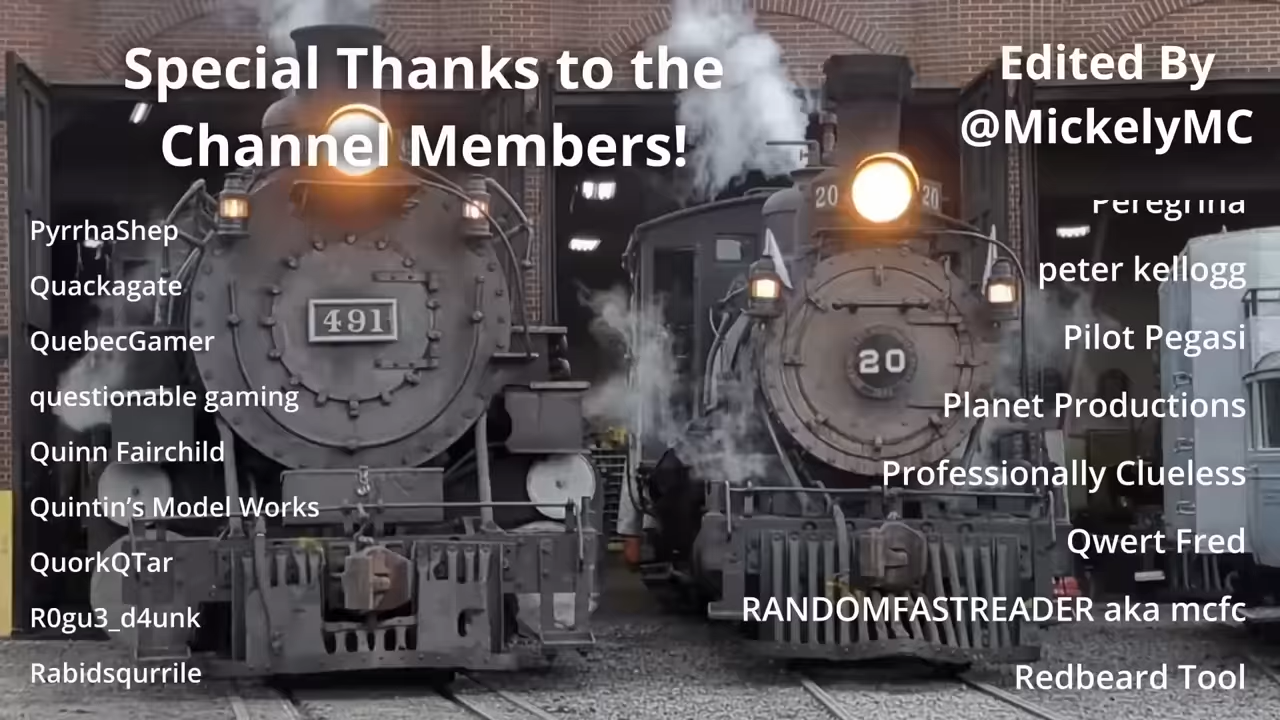 Special Thanks to the
Channel Members!
Edited By
@MickelyMC
PyrrhaShep
Quackagate
QuebecGamer
questionable gaming
Quinn Fairchild
Quintin’s Model Works
QuorkQTar
R0gu3_d4unk
Rabidsqurrile
Peregrina
peter kellogg
Pilot Pegasi
Planet Productions
Professionally Clueless
Qwert Fred
RANDOMFASTREADER aka mcfc
Redbeard Tool
491
20
20
20